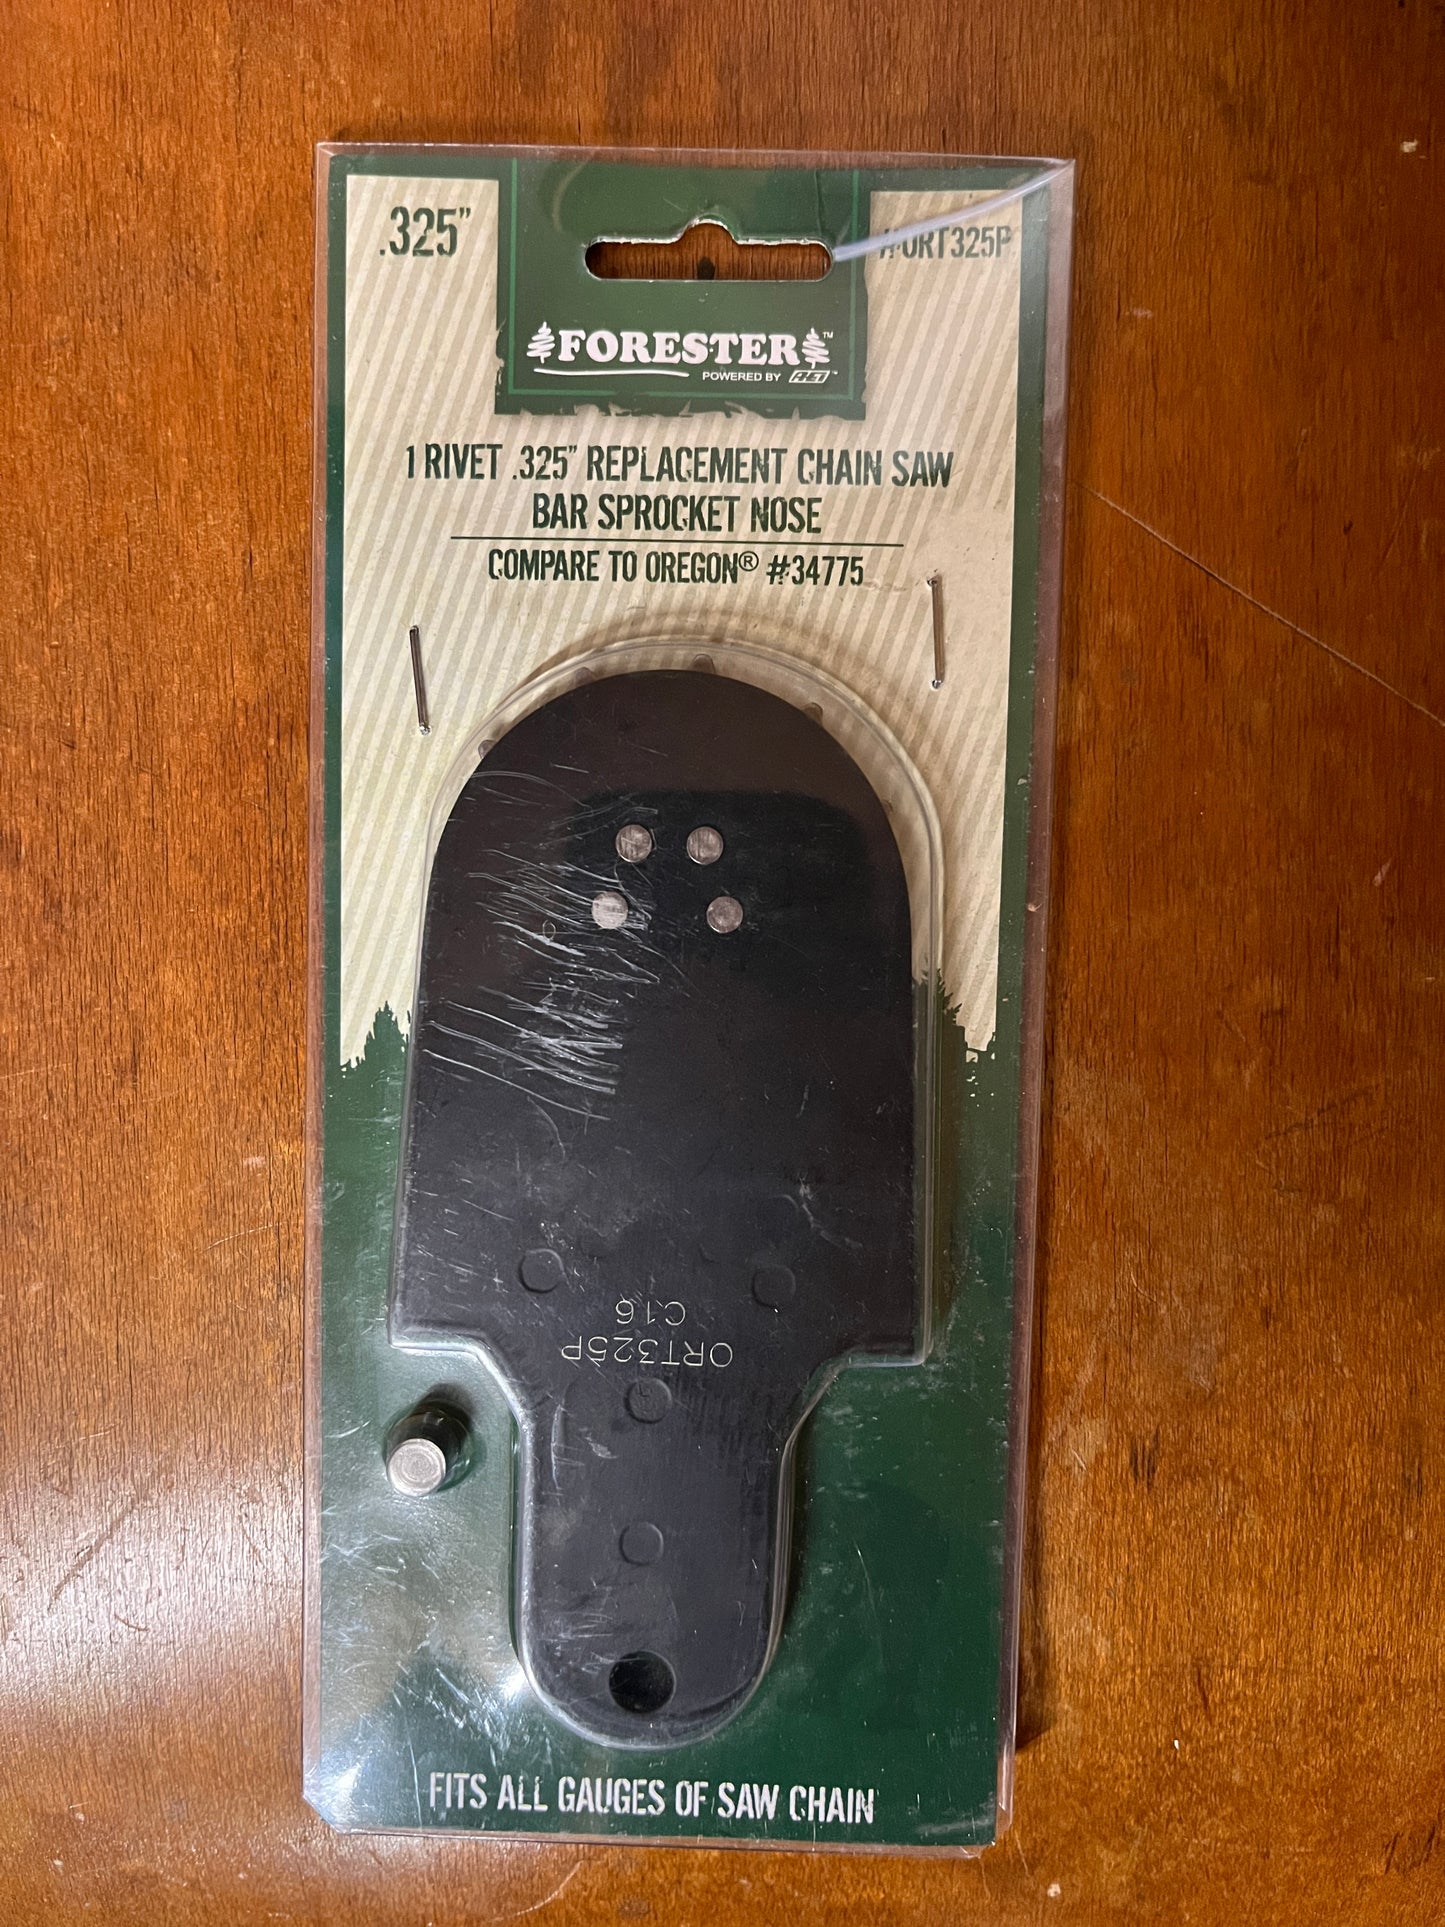 .325”
#ORT325P
FORESTER™
POWERED BY
1 RIVET .325” REPLACEMENT CHAIN SAW
BAR SPROCKET NOSE
COMPARE TO OREGON® #34775
ORT325P
C16
FITS ALL GAUGES OF SAW CHAIN